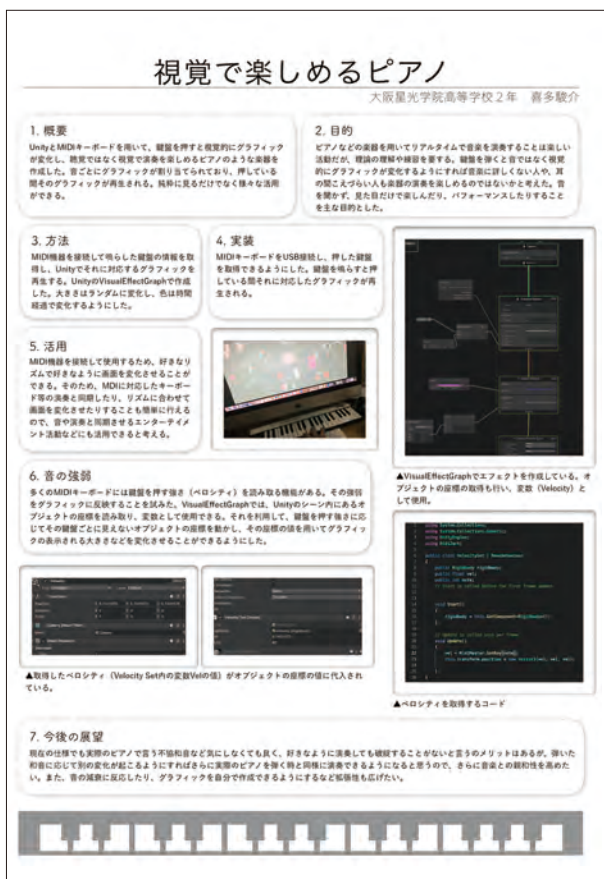 視覚で楽しめるピアノ
大阪星光学院高等学校2年　喜多駿介
1. 概要
UnityとMIDIキーボードを用いて、鍵盤を押すと視覚的にグラフィック
が変化し、聴覚ではなく視覚で演奏を楽しめるピアノのような楽器を
作成した。音ごとにグラフィックが割り当てられており、押している
間そのグラフィックが再生される。純粋に見るだけでなく様々な活用
ができる。
2. 目的
ピアノなどの楽器を用いてリアルタイムで音楽を演奏することは楽しい
活動だが、理論の理解や練習を要する。鍵盤を弾くと音ではなく視覚
的にグラフィックが変化するようにすれば音楽に詳しくない人や、耳
の聞こえづらい人も楽器の演奏を楽しめるのではないかと考えた。音
を聞かず、見た目だけで楽しんだり、パフォーマンスしたりすること
を主な目的とした。
3. 方法
MIDI機器を接続して鳴らした鍵盤の情報を取
得し、Unityでそれに対応するグラフィックを
再生する。UnityのVisualEffectGraphで作成
した。大きさはランダムに変化し、色は時間
経過で変化するようにした。
4. 実装
MIDIキーボードをUSB接続し、押した鍵盤
を取得できるようにした。鍵盤を鳴らすと押
している間それに対応したグラフィックが再
生される。
5. 活用
MIDI機器を接続して使用するため、好きなリ
ズムで好きなように画面を変化させることが
できる。そのため、MDIに対応したキーボー
ド等の演奏と同期したり、リズムに合わせて
画面を変化させたりすることも簡単に行える
ので、音や演奏と同期させるエンターテイメ
ント活動などにも活用できると考える。
▲VisualEffectGraphでエフェクトを作成している。オ
ブジェクトの座標の取得も行い、変数（Velocity）と
して使用。
6. 音の強弱
多くのMIDIキーボードには鍵盤を押す強さ（ベロシティ）を読み取る機能がある。その強弱
をグラフィックに反映することを試みた。VisualEffectGraphでは、Unityのシーン内にあるオ
ブジェクトの座標を読み取り、変数として使用できる。それを利用して、鍵盤を押す強さに応
じてその鍵盤ごとに見えないオブジェクトの座標を動かし、その座標の値を用いてグラフィッ
クの表示される大きさなどを変化させることができるようにした。
▲取得したベロシティ（Velocity Set内の変数Velの値）がオブジェクトの座標の値に代入され
ている。
▲ベロシティを取得するコード
7. 今後の展望
現在の仕様でも実際のピアノで言う不協和音など気にしなくても良く、好きなように演奏しても破綻することがないと言うのメリットはあるが、弾いた
和音に応じて別の変化が起こるようにすればさらに実際のピアノを弾く時と同様に演奏できるようになると思うので、さらに音楽との親和性を高めた
い。また、音の減衰に反応したり、グラフィックを自分で作成できるようにするなど拡張性も広げたい。